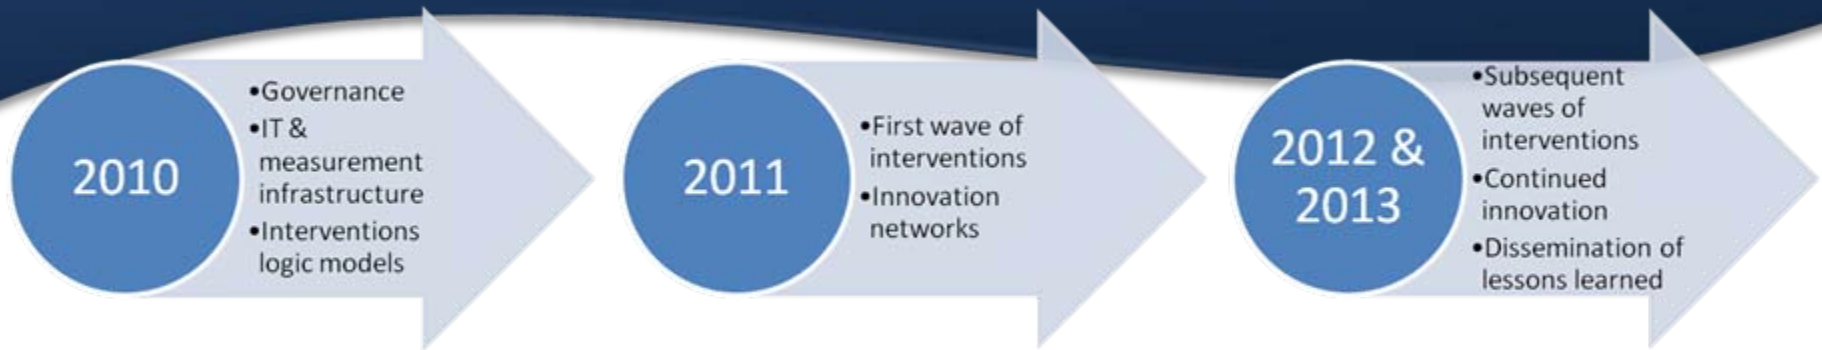 2010
•Governance
•IT &
measurement
infrastructure
•Interventions
logic models
2011
•First wave of
interventions
•Innovation
networks
2012 &
2013
•Subsequent
waves of
interventions
•Continued
innovation
•Dissemination of
lessons learned